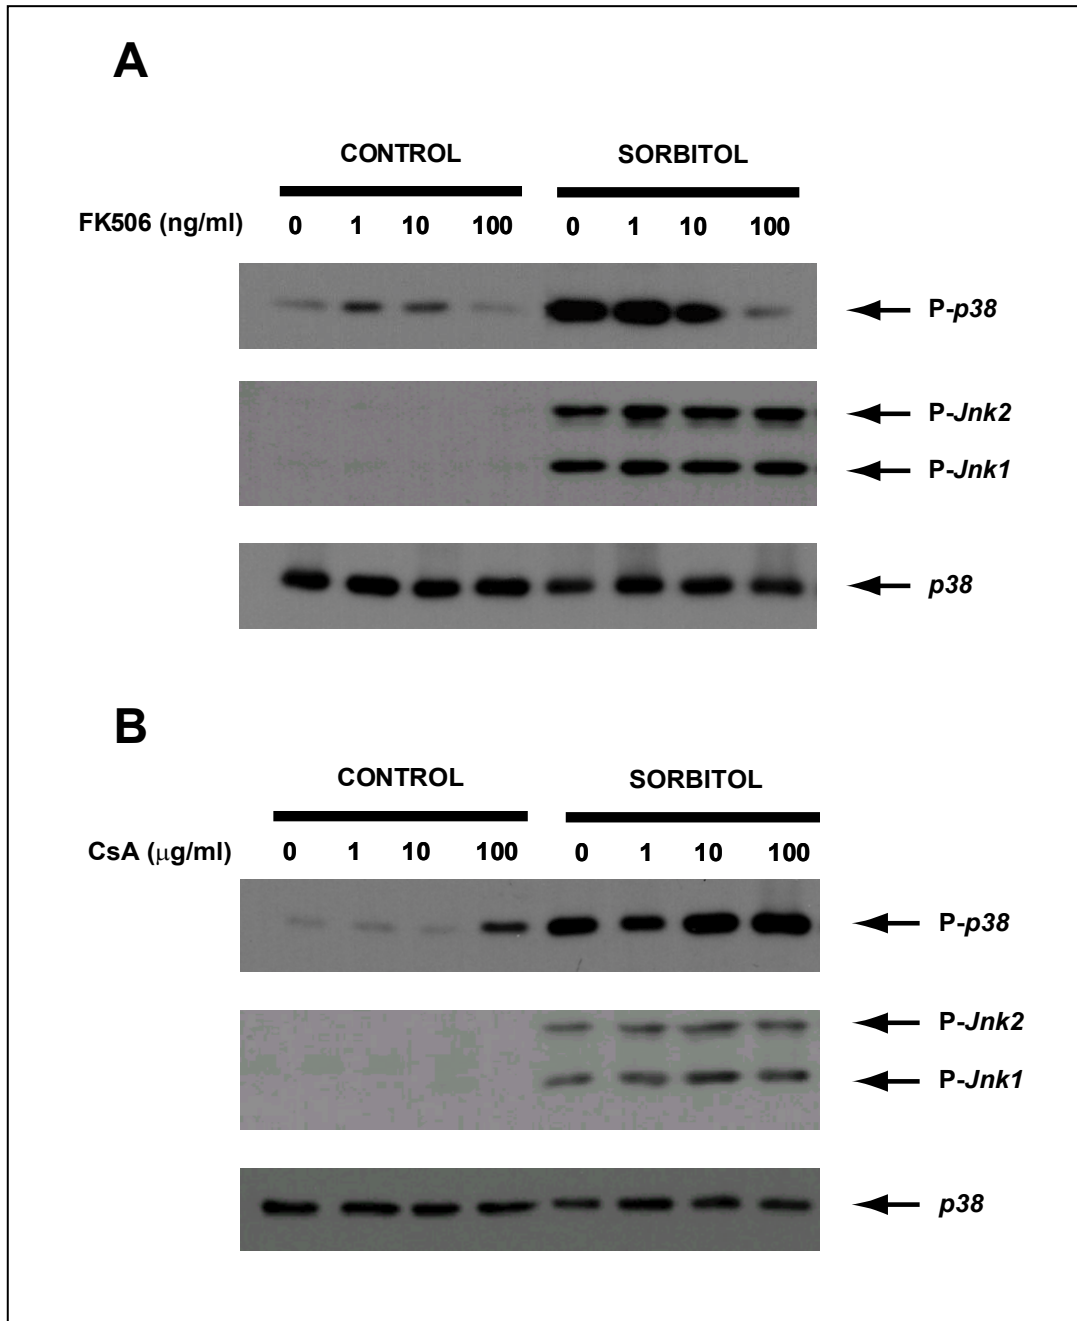 A
CONTROL SORBITOL
FK506 (ng/ml) 0 1 10 100 0 1 10 100
P-p38
P-Jnk2
P-Jnk1
p38
B
CONTROL SORBITOL
CsA (μg/ml) 0 1 10 100 0 1 10 100
P-p38
P-Jnk2
P-Jnk1
p38